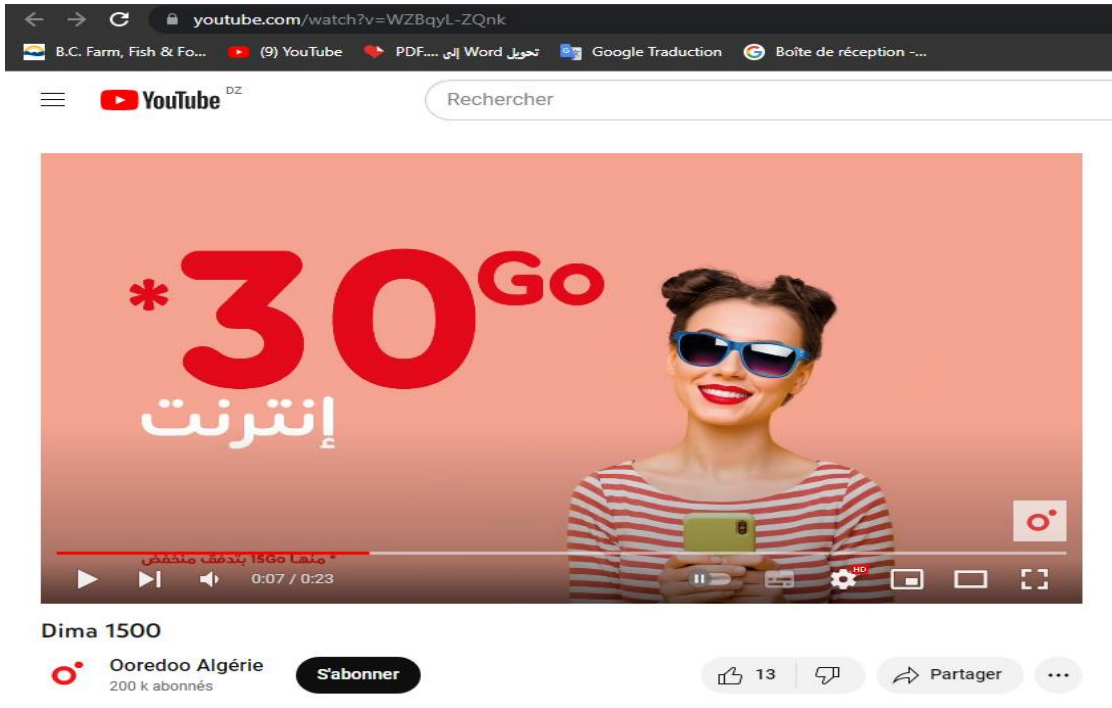 youtube.com/watch?v=WZBqyL-ZQnk
B.C. Farm, Fish & Fo... (9) YouTube PDF.... تحويل Word إلى Google Traduction Boîte de réception -...
YouTube DZ
Rechercher
*30Go
إنترنت
* منها 15Go بتدفق منخفض
0:07 / 0:23
HD
Dima 1500
Ooredoo Algérie
200 k abonnés
S'abonner
13
Partager